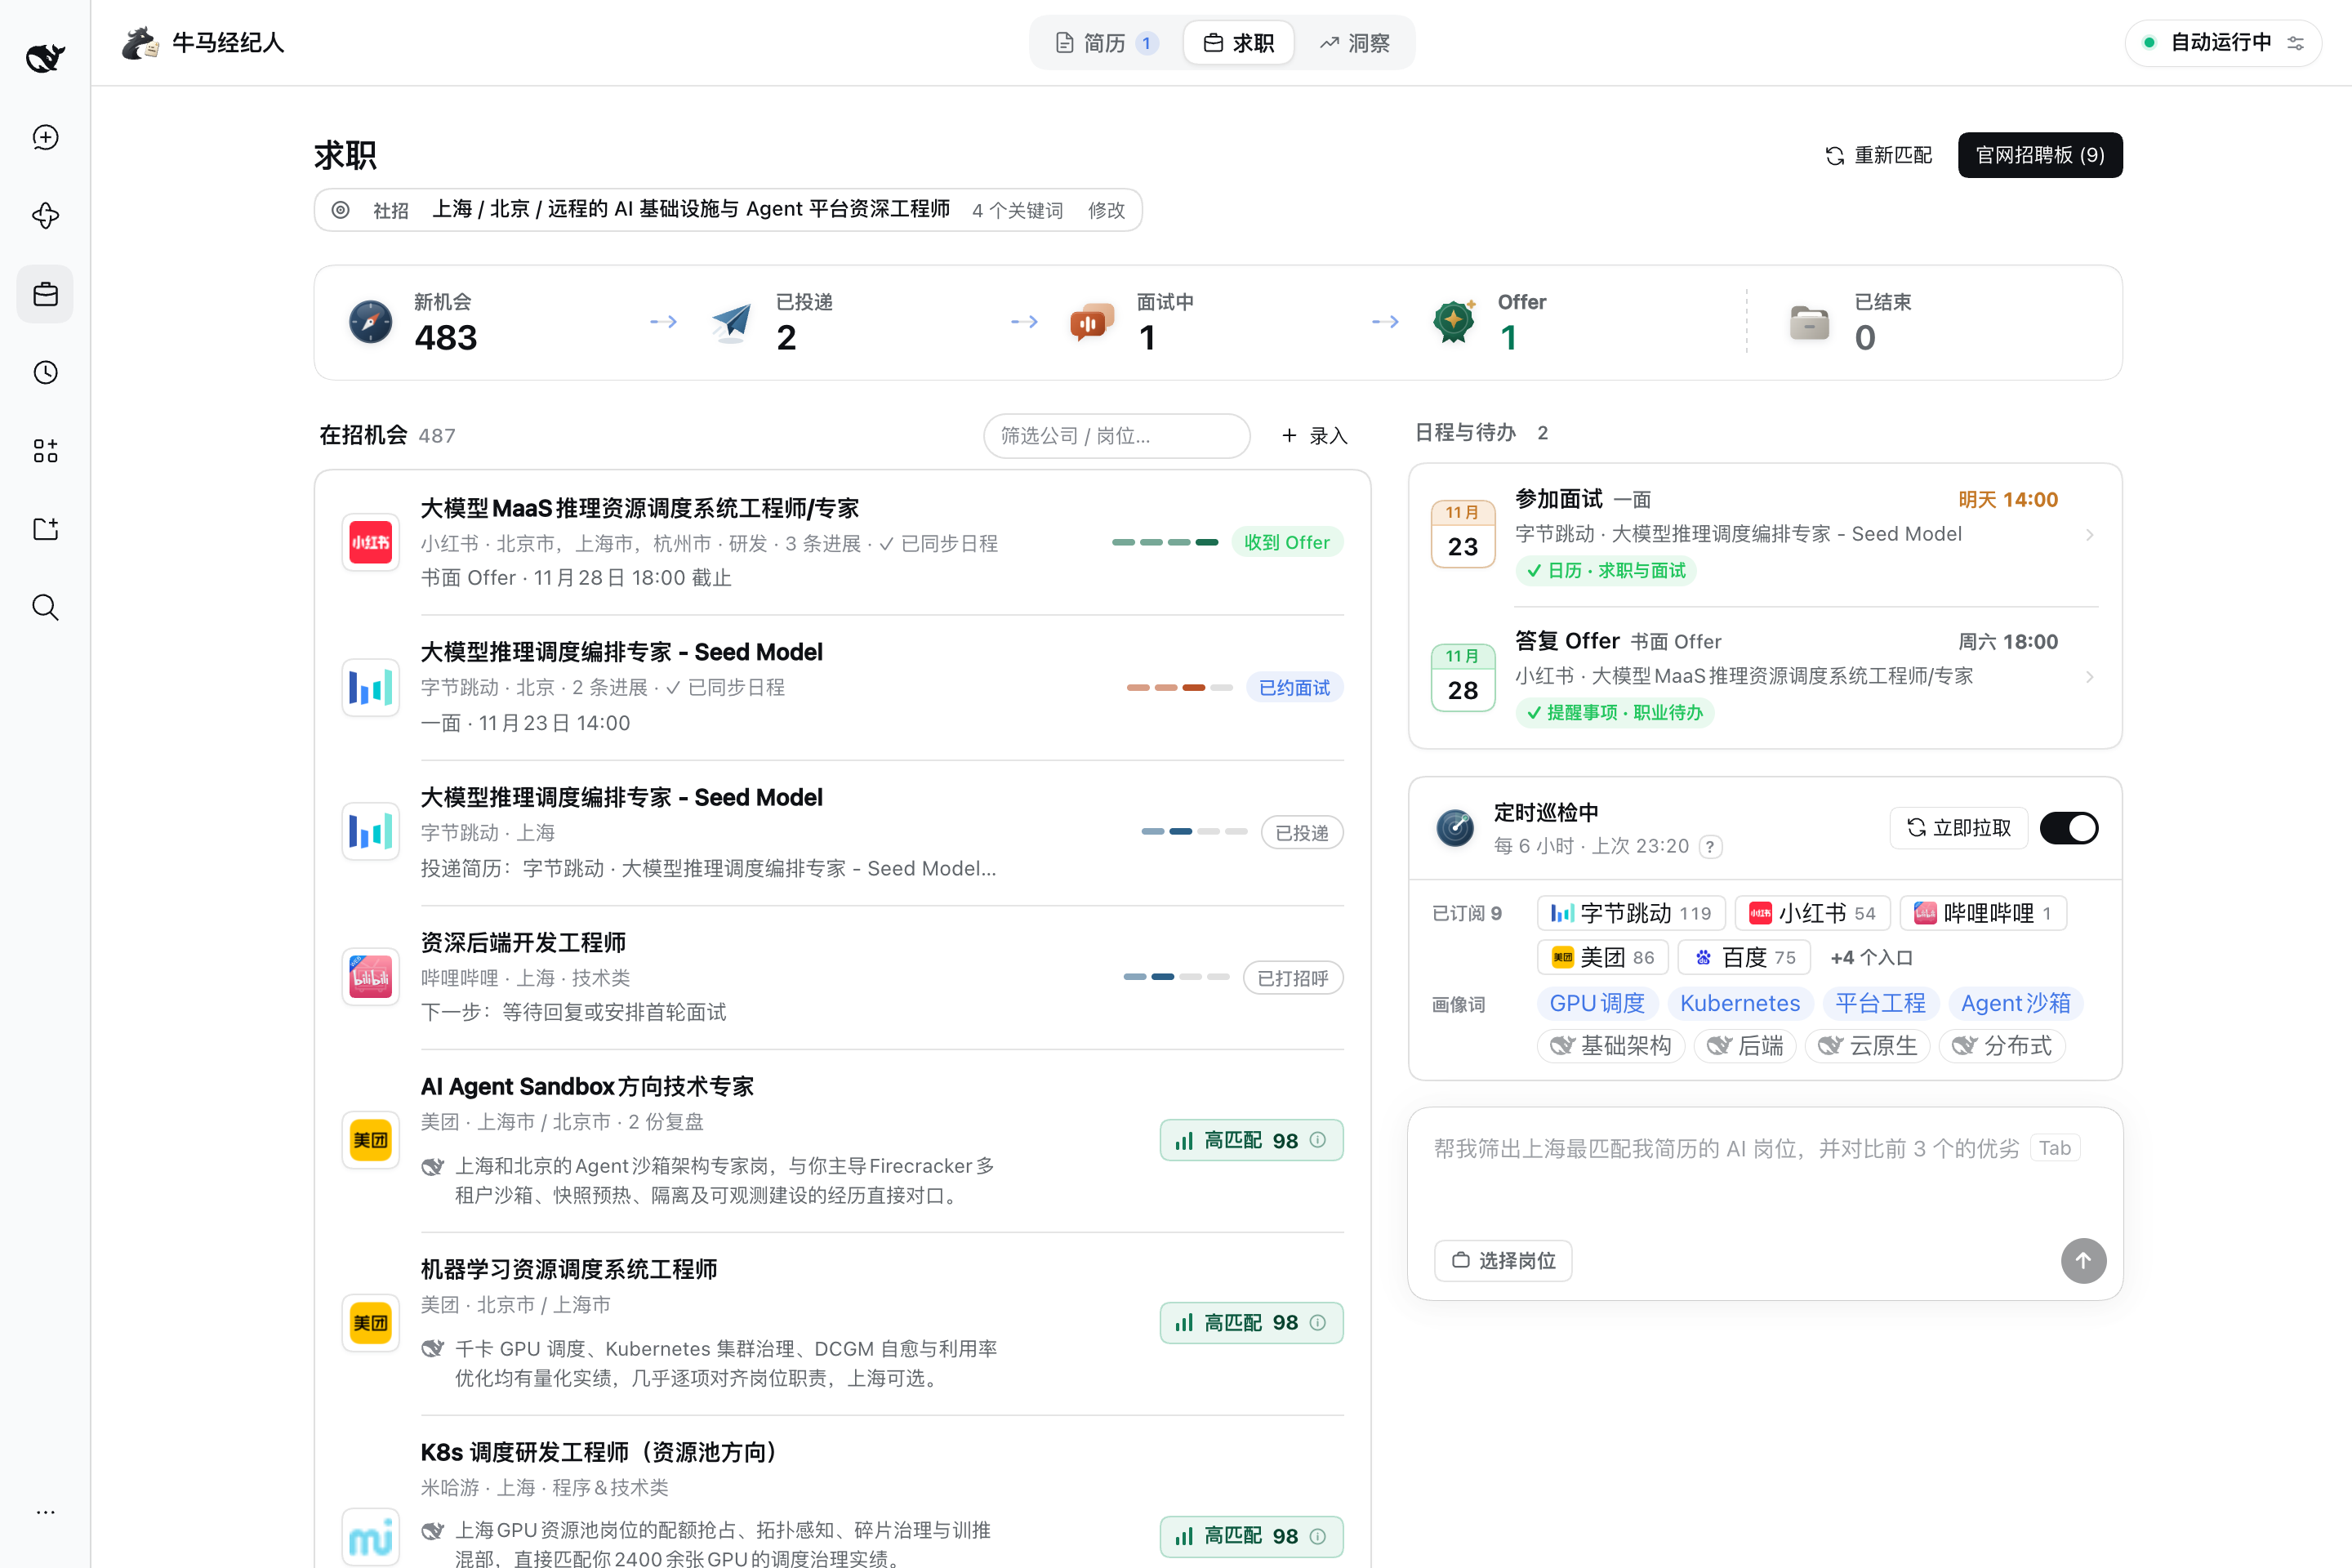 牛马经纪人
简历 1
求职
洞察
自动运行中
求职
重新匹配
官网招聘板 (9)
社招 上海 / 北京 / 远程的 AI 基础设施与 Agent 平台资深工程师 4 个关键词 修改
新机会
483
已投递
2
面试中
1
Offer
1
已结束
0
在招机会 487
筛选公司 / 岗位...
+ 录入
小红书
大模型 MaaS 推理资源调度系统工程师/专家
小红书 · 北京市，上海市，杭州市 · 研发 · 3 条进展 · ✓ 已同步日程
书面 Offer · 11月28日 18:00 截止
收到 Offer
大模型推理调度编排专家 - Seed Model
字节跳动 · 北京 · 2 条进展 · ✓ 已同步日程
一面 · 11月23日 14:00
已约面试
大模型推理调度编排专家 - Seed Model
字节跳动 · 上海
投递简历：字节跳动 · 大模型推理调度编排专家 - Seed Model...
已投递
bilibili
资深后端开发工程师
哔哩哔哩 · 上海 · 技术类
下一步：等待回复或安排首轮面试
已打招呼
美团
AI Agent Sandbox方向技术专家
美团 · 上海市 / 北京市 · 2 份复盘
上海和北京的Agent沙箱架构专家岗，与你主导Firecracker多
租户沙箱、快照预热、隔离及可观测建设的经历直接对口。
高匹配 98
美团
机器学习资源调度系统工程师
美团 · 北京市 / 上海市
千卡 GPU 调度、Kubernetes 集群治理、DCGM 自愈与利用率
优化均有量化实绩，几乎逐项对齐岗位职责，上海可选。
高匹配 98
mi
K8s 调度研发工程师（资源池方向）
米哈游 · 上海 · 程序&技术类
上海GPU资源池岗位的配额抢占、拓扑感知、碎片治理与训推
混部，直接匹配你2400余张GPU的调度治理实绩。
高匹配 98
日程与待办 2
11月
23
参加面试 一面
明天 14:00
字节跳动 · 大模型推理调度编排专家 - Seed Model
✓ 日历 · 求职与面试
11月
28
答复 Offer 书面 Offer
周六 18:00
小红书 · 大模型MaaS推理资源调度系统工程师/专家
✓ 提醒事项 · 职业待办
定时巡检中
每 6 小时 · 上次 23:20 ?
立即拉取
已订阅 9
字节跳动 119
小红书 小红书 54
哔哩哔哩 1
美团 美团 86
百度 75
+4 个入口
画像词
GPU调度
Kubernetes
平台工程
Agent沙箱
基础架构
后端
云原生
分布式
帮我筛出上海最匹配我简历的 AI 岗位，并对比前 3 个的优劣 Tab
选择岗位